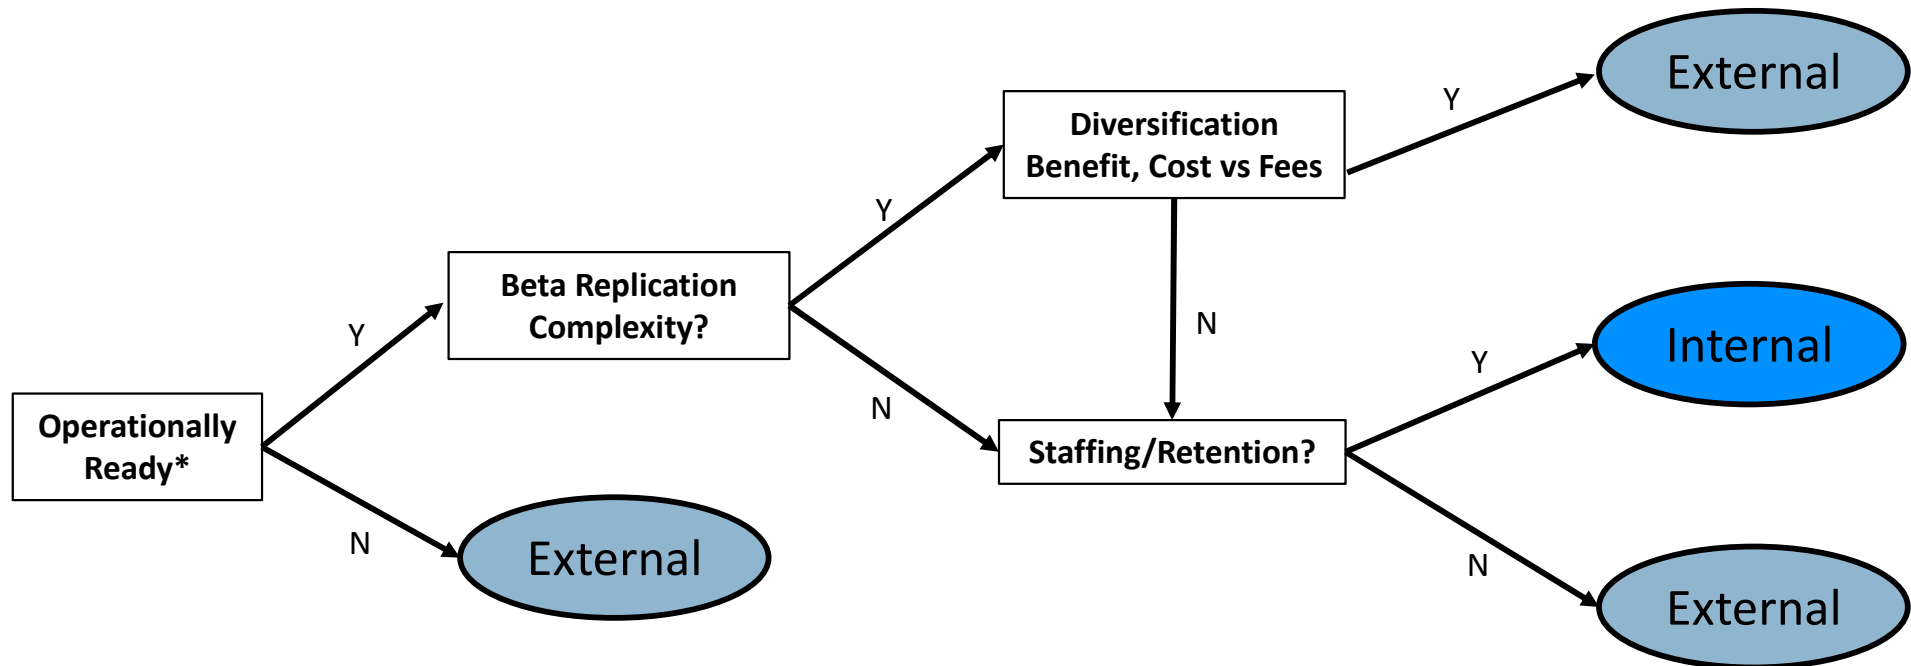 Operationally
Ready*
Y
N
External
Beta Replication
Complexity?
Y
N
Diversification
Benefit, Cost vs Fees
Y
N
External
Staffing/Retention?
Y
N
Internal
External